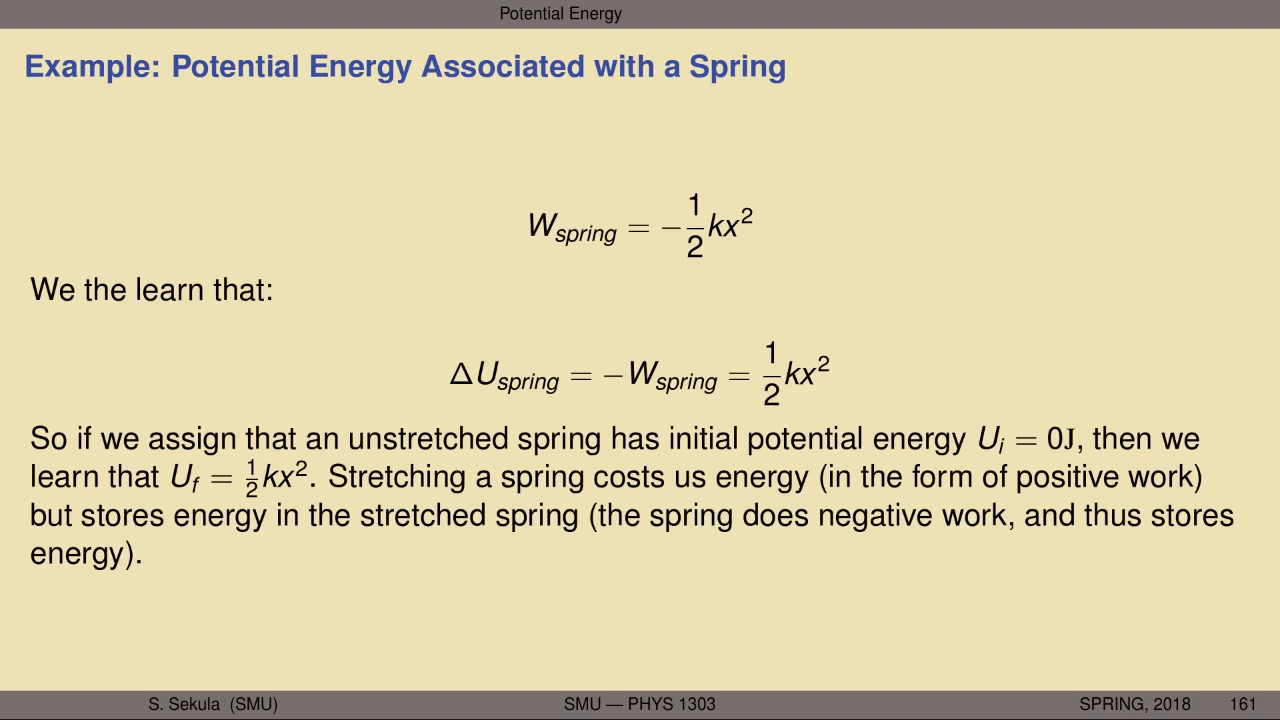 Potential Energy
Example: Potential Energy Associated with a Spring
W_spring = −1/2 kx²
We the learn that:
ΔU_spring = −W_spring = 1/2 kx²
So if we assign that an unstretched spring has initial potential energy U_i = 0J, then we
learn that U_f = 1/2 kx². Stretching a spring costs us energy (in the form of positive work)
but stores energy in the stretched spring (the spring does negative work, and thus stores
energy).
S. Sekula (SMU) SMU — PHYS 1303 SPRING, 2018 161